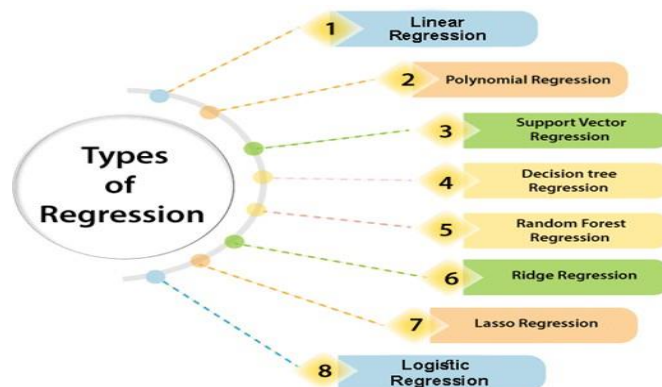 Types
of
Regression
1
Linear
Regression
2
Polynomial Regression
3
Support Vector
Regression
4
Decision tree
Regression
5
Random Forest
Regression
6
Ridge Regression
7
Lasso Regression
8
Logistic
Regression